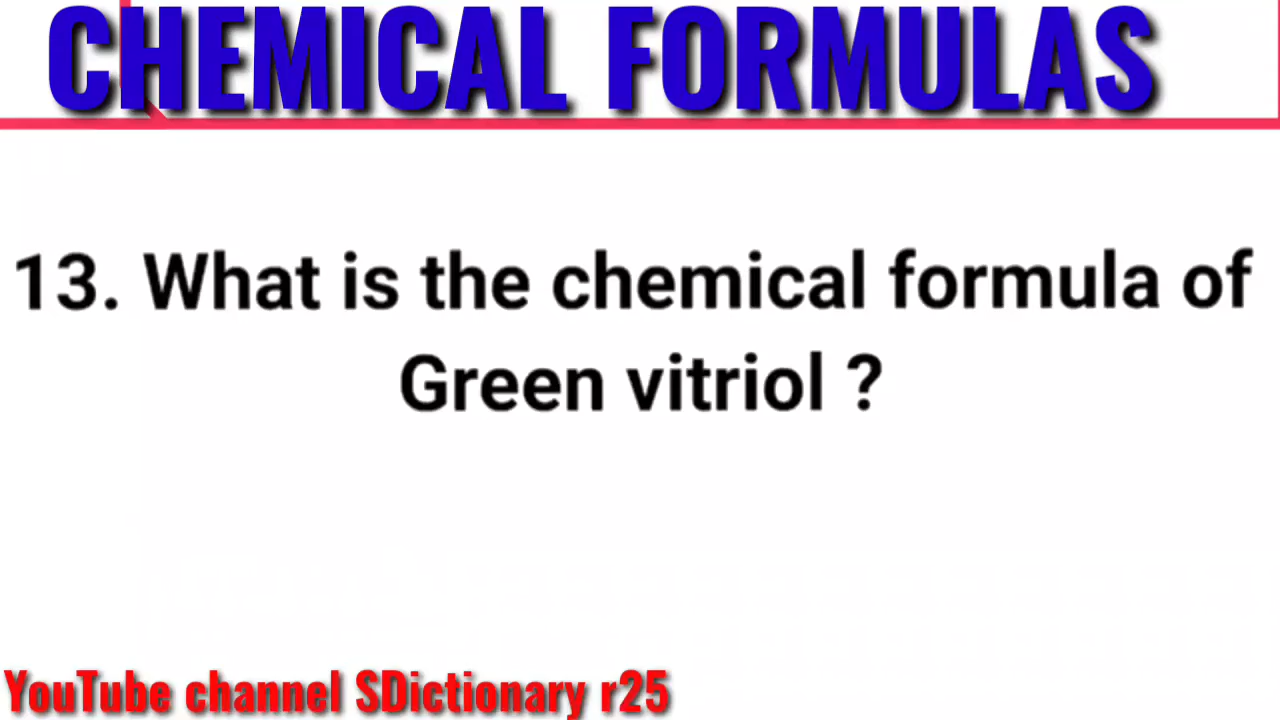 CHEMICAL FORMULAS
13. What is the chemical formula of
Green vitriol ?
YouTube channel SDictionary r25